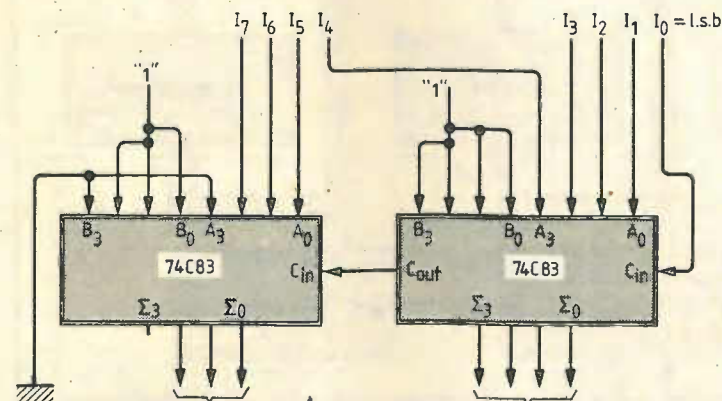 I₇ I₆ I₅ I₄ I₃ I₂ I₁ I₀ = l.s.b
"1" "1"
B₃ B₀ A₃ A₀ B₃ B₀ A₃ A₀
74C83 Cin Cout 74C83 Cin
Σ₃ Σ₀ Σ₃ Σ₀